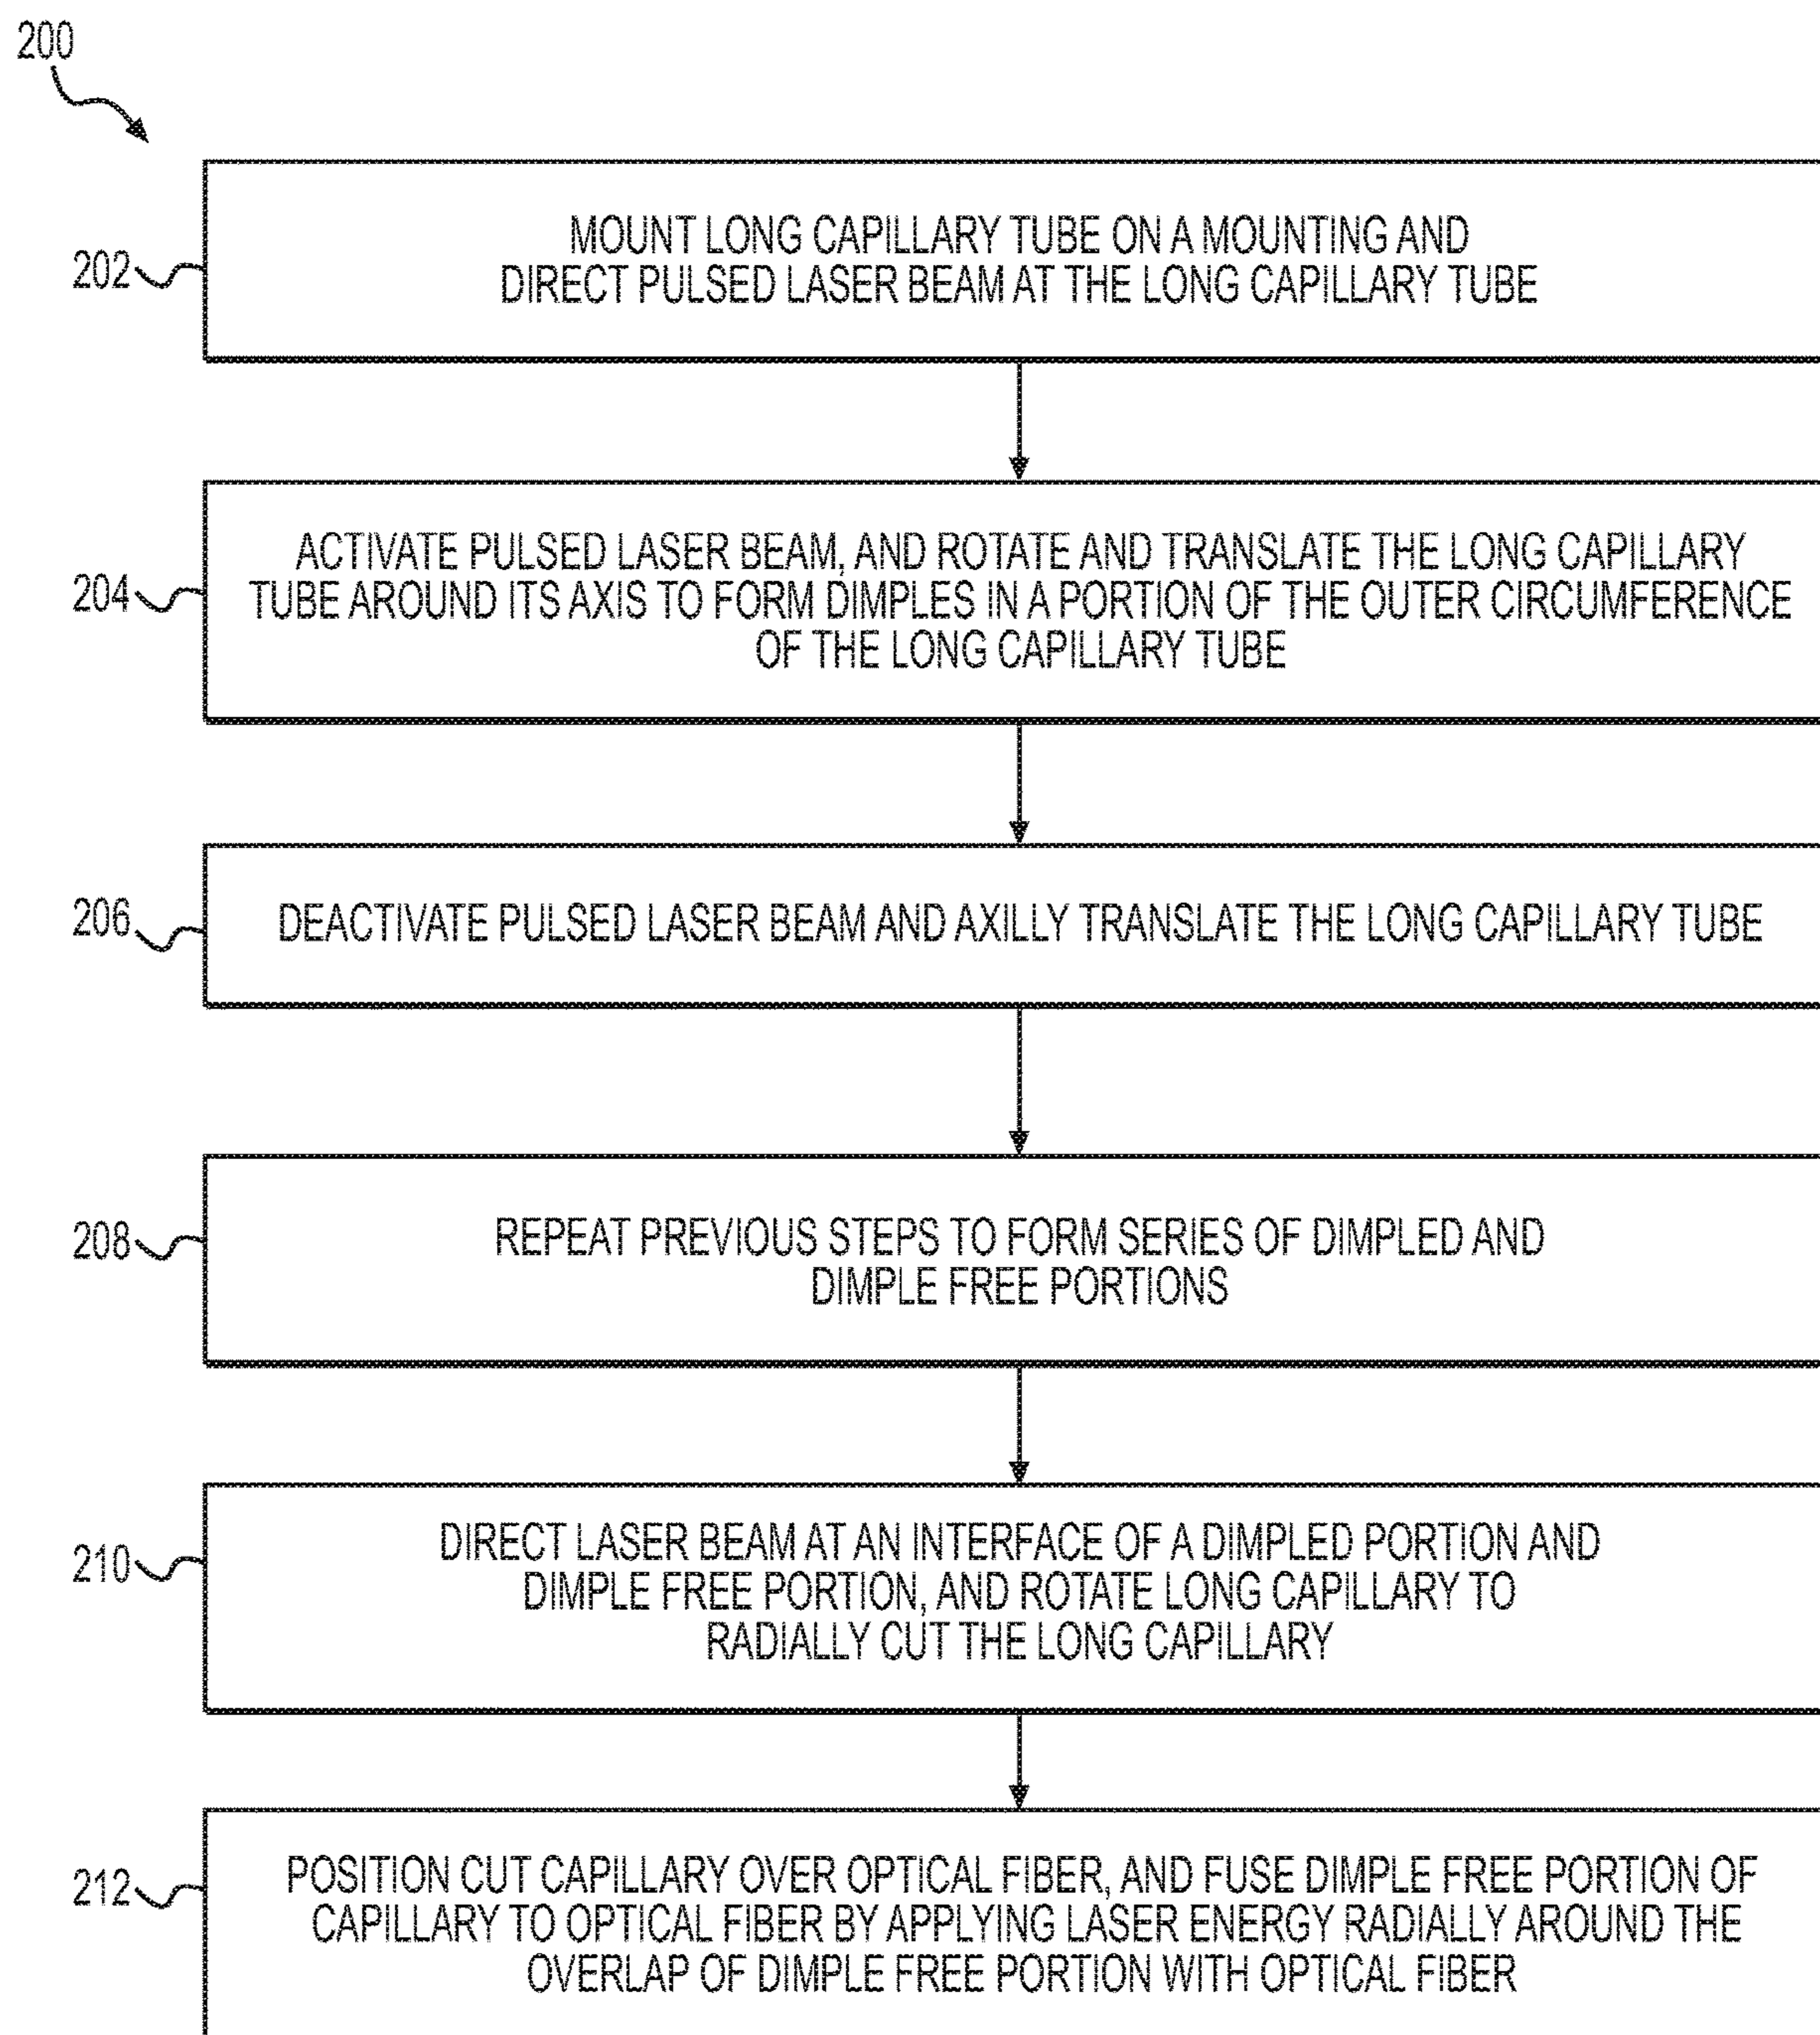 200
202
MOUNT LONG CAPILLARY TUBE ON A MOUNTING AND
DIRECT PULSED LASER BEAM AT THE LONG CAPILLARY TUBE
204
ACTIVATE PULSED LASER BEAM, AND ROTATE AND TRANSLATE THE LONG CAPILLARY
TUBE AROUND ITS AXIS TO FORM DIMPLES IN A PORTION OF THE OUTER CIRCUMFERENCE
OF THE LONG CAPILLARY TUBE
206
DEACTIVATE PULSED LASER BEAM AND AXILLY TRANSLATE THE LONG CAPILLARY TUBE
208
REPEAT PREVIOUS STEPS TO FORM SERIES OF DIMPLED AND
DIMPLE FREE PORTIONS
210
DIRECT LASER BEAM AT AN INTERFACE OF A DIMPLED PORTION AND
DIMPLE FREE PORTION, AND ROTATE LONG CAPILLARY TO
RADIALLY CUT THE LONG CAPILLARY
212
POSITION CUT CAPILLARY OVER OPTICAL FIBER, AND FUSE DIMPLE FREE PORTION OF
CAPILLARY TO OPTICAL FIBER BY APPLYING LASER ENERGY RADIALLY AROUND THE
OVERLAP OF DIMPLE FREE PORTION WITH OPTICAL FIBER